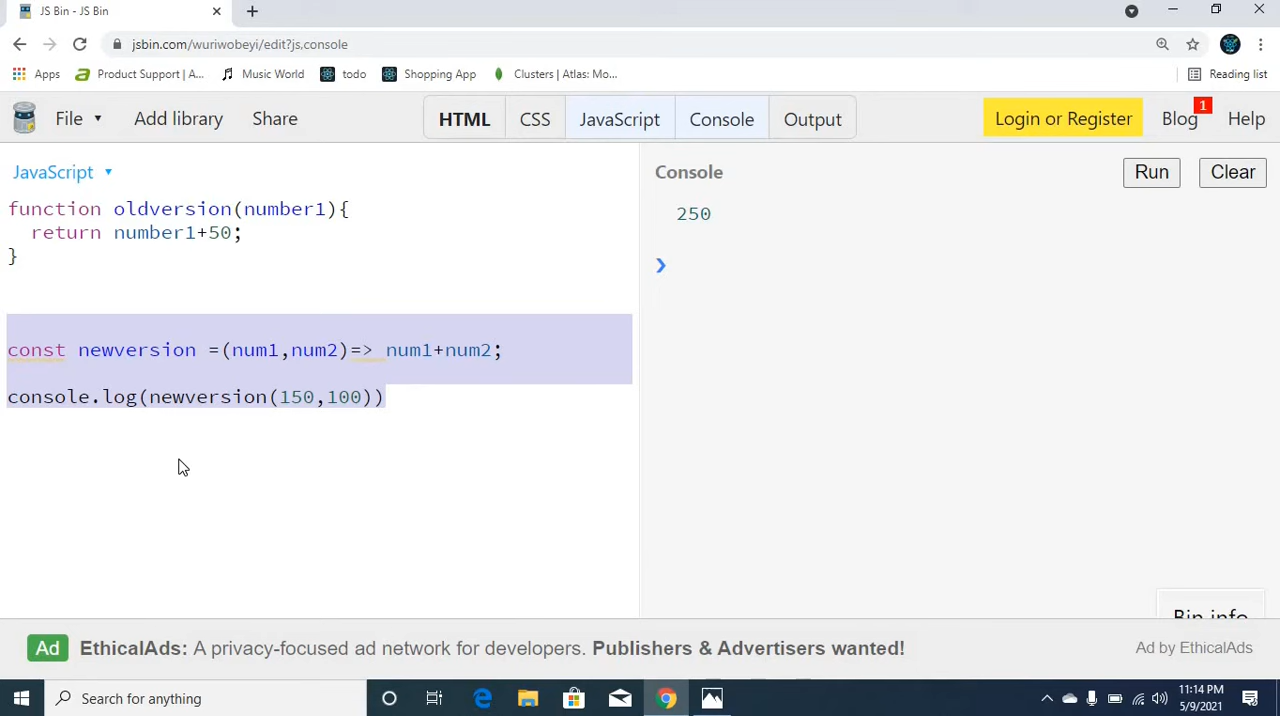 JS Bin - JS Bin
jsbin.com/wuriwobeyi/edit?js,console
Apps Product Support | A... Music World todo Shopping App Clusters | Atlas: Mo... Reading list
File Add library Share HTML CSS JavaScript Console Output Login or Register Blog 1 Help
JavaScript
function oldversion(number1){
return number1+50;
}
const newversion =(num1,num2)=> num1+num2;
console.log(newversion(150,100))
Console Run Clear
250
Bin info
Ad EthicalAds: A privacy-focused ad network for developers. Publishers & Advertisers wanted! Ad by EthicalAds
Search for anything
11:14 PM
5/9/2021